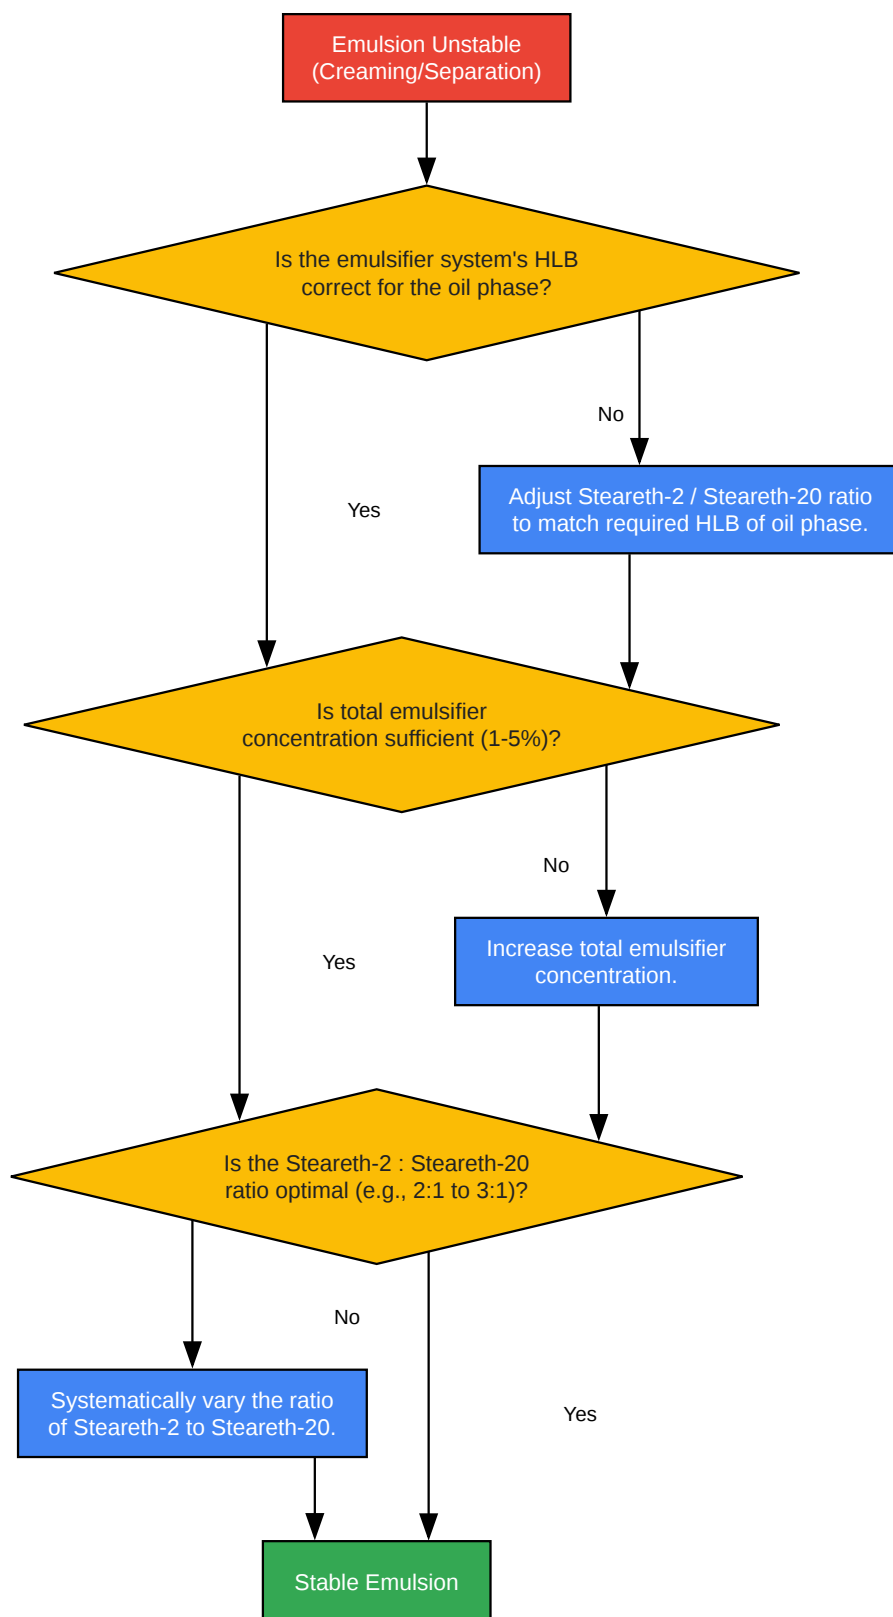 Emulsion Unstable
(Creaming/Separation)
Is the emulsifier system's HLB
correct for the oil phase?
No
Adjust Steareth-2 / Steareth-20 ratio
to match required HLB of oil phase.
Yes
Is total emulsifier
concentration sufficient (1-5%)?
No
Increase total emulsifier
concentration.
Yes
Is the Steareth-2 : Steareth-20
ratio optimal (e.g., 2:1 to 3:1)?
No
Systematically vary the ratio
of Steareth-2 to Steareth-20.
Yes
Stable Emulsion